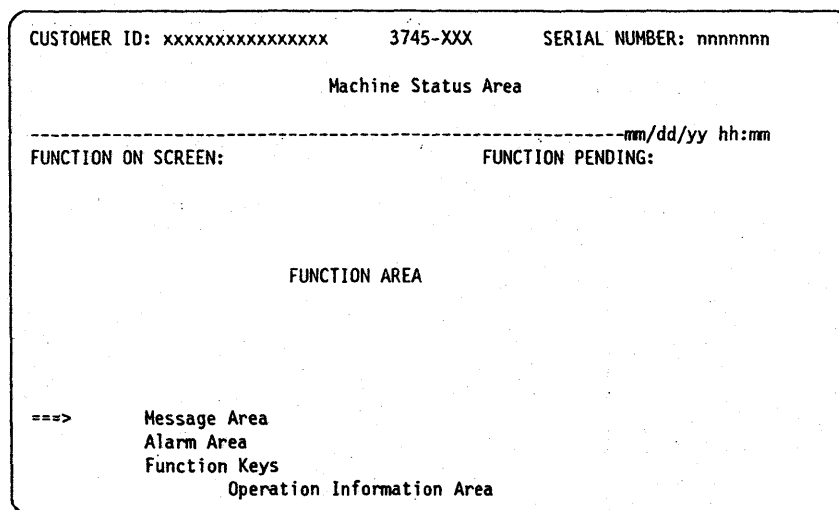 CUSTOMER ID: xxxxxxxxxxxxxxxx 3745-XXX SERIAL NUMBER: nnnnnnn
Machine Status Area
--------------------------------------------------------------mm/dd/yy hh:mm
FUNCTION ON SCREEN: FUNCTION PENDING:
FUNCTION AREA
===> Message Area
Alarm Area
Function Keys
Operation Information Area